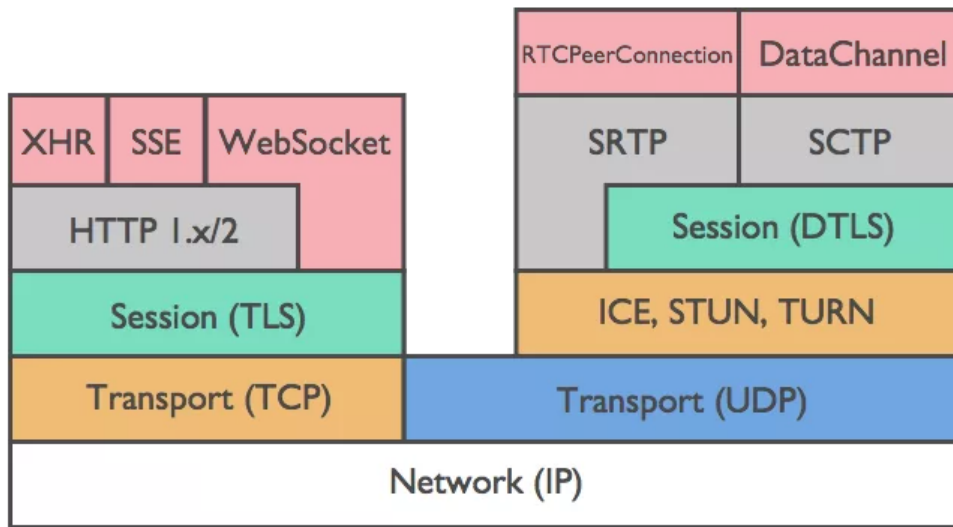 RTCPeerConnection
DataChannel
XHR
SSE
WebSocket
SRTP
SCTP
HTTP 1.x/2
Session (DTLS)
Session (TLS)
ICE, STUN, TURN
Transport (TCP)
Transport (UDP)
Network (IP)